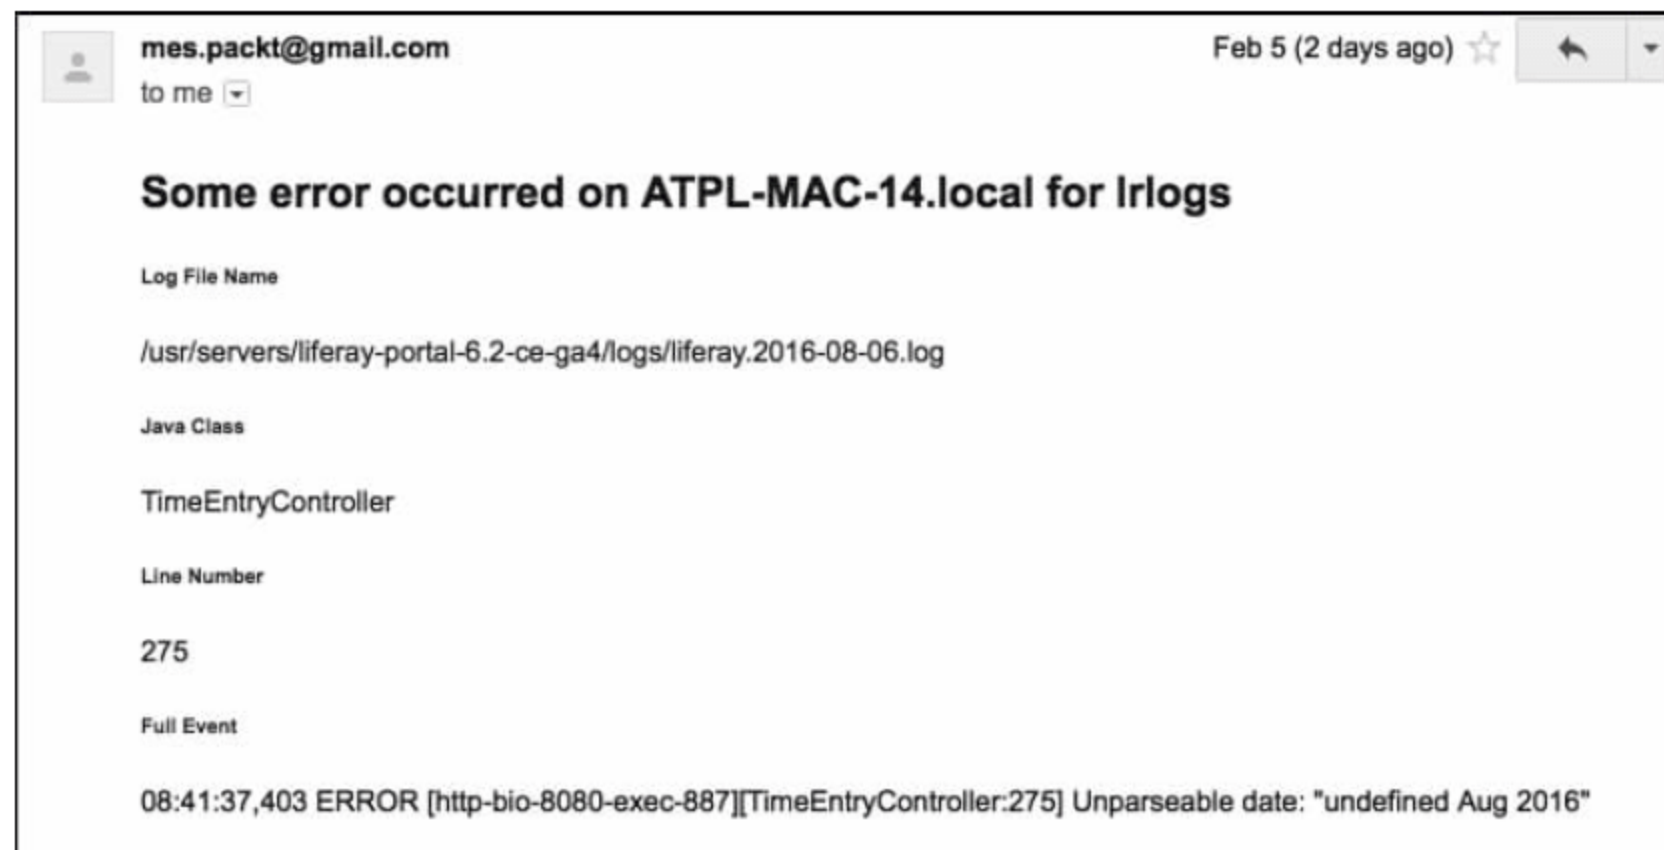 mes.packt@gmail.com
Feb 5 (2 days ago)
to me
Some error occurred on ATPL-MAC-14.local for lrlogs
Log File Name
/usr/servers/liferay-portal-6.2-ce-ga4/logs/liferay.2016-08-06.log
Java Class
TimeEntryController
Line Number
275
Full Event
08:41:37,403 ERROR [http-bio-8080-exec-887][TimeEntryController:275] Unparseable date: "undefined Aug 2016"